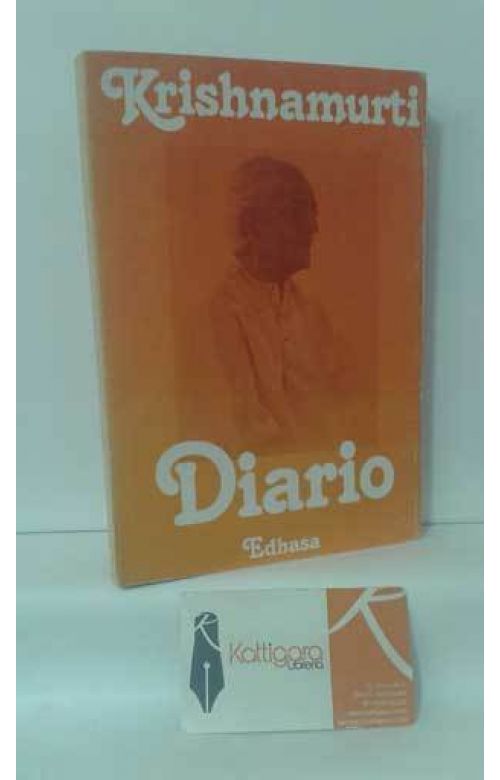 Krishnamurti
Diario
Edhasa
Kattigara
Librería